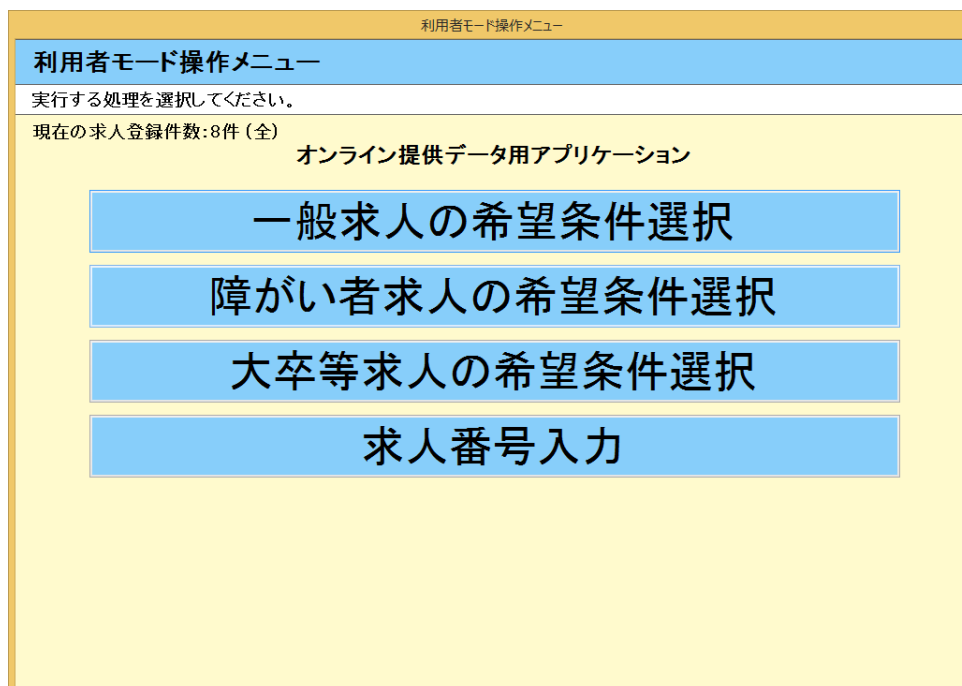 利用者モード操作メニュー
利用者モード操作メニュー
実行する処理を選択してください。
現在の求人登録件数:8件(全)
オンライン提供データ用アプリケーション
一般求人の希望条件選択
障がい者求人の希望条件選択
大卒等求人の希望条件選択
求人番号入力